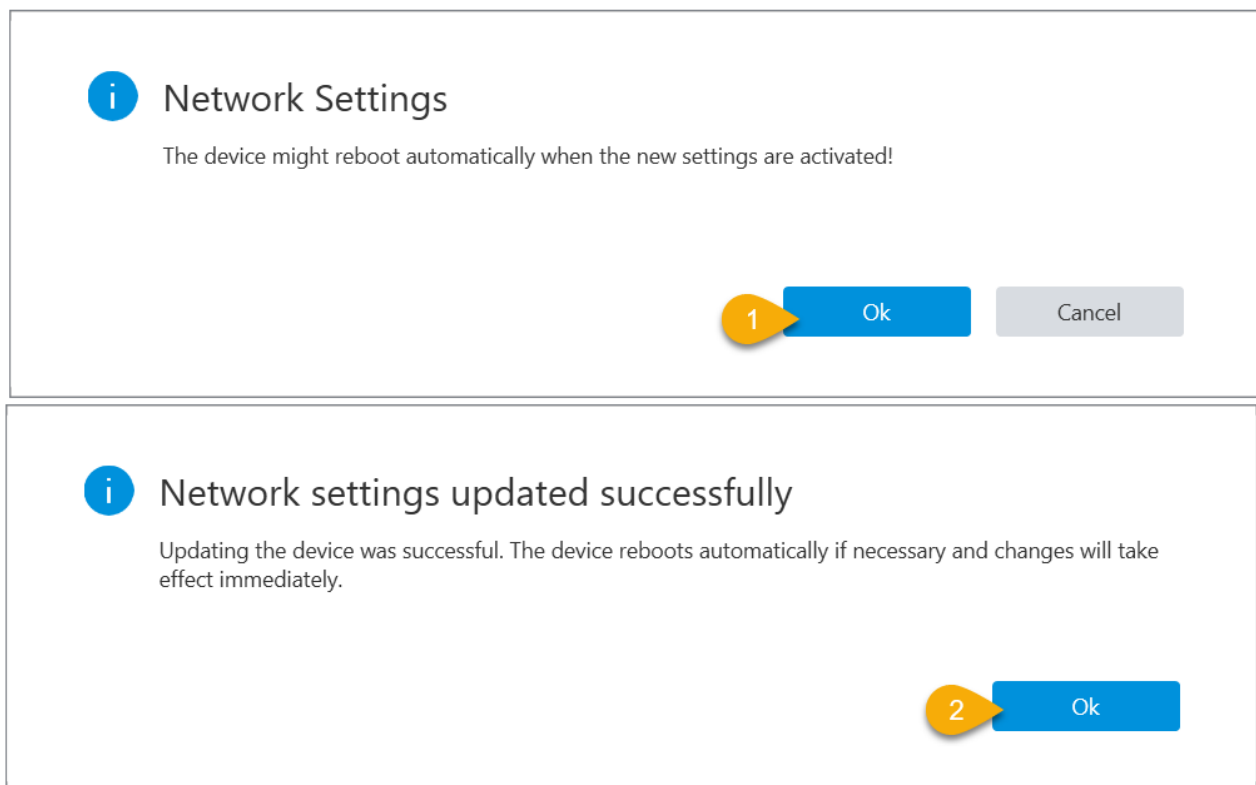 i
Network Settings
The device might reboot automatically when the new settings are activated!
1
Ok
Cancel
i
Network settings updated successfully
Updating the device was successful. The device reboots automatically if necessary and changes will take
effect immediately.
2
Ok